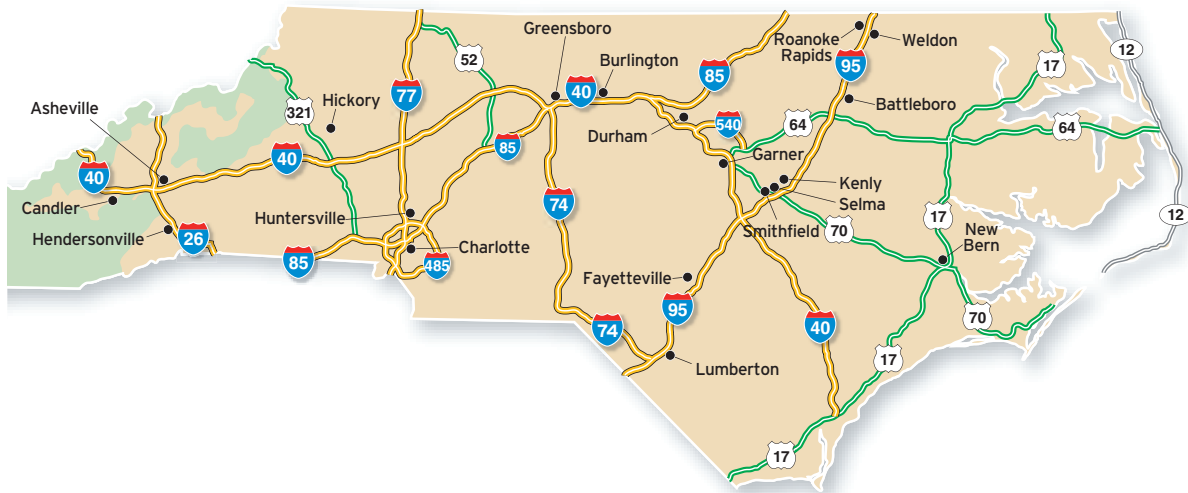 12
Greensboro
Roanoke
Rapids
Weldon
52
Burlington
17
40
85
95
77
Hickory
Asheville
321
Battleboro
Durham
540
64
64
85
40
Garner
40
Kenly
Selma
Candler
74
Huntersville
17
12
Smithfield
70
Hendersonville
26
New
Bern
Charlotte
85
485
Fayetteville
95
70
74
40
17
Lumberton
17